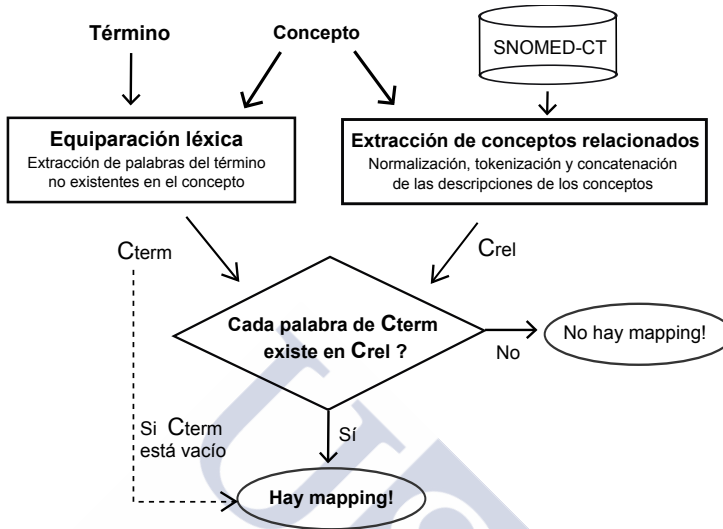 Término
Concepto
SNOMED-CT
Equiparación léxica
Extracción de palabras del término
no existentes en el concepto
Extracción de conceptos relacionados
Normalización, tokenización y concatenación
de las descripciones de los conceptos
Cterm
Crel
Cada palabra de Cterm
existe en Crel ?
No
No hay mapping!
Sí
Si Cterm
está vacío
Hay mapping!